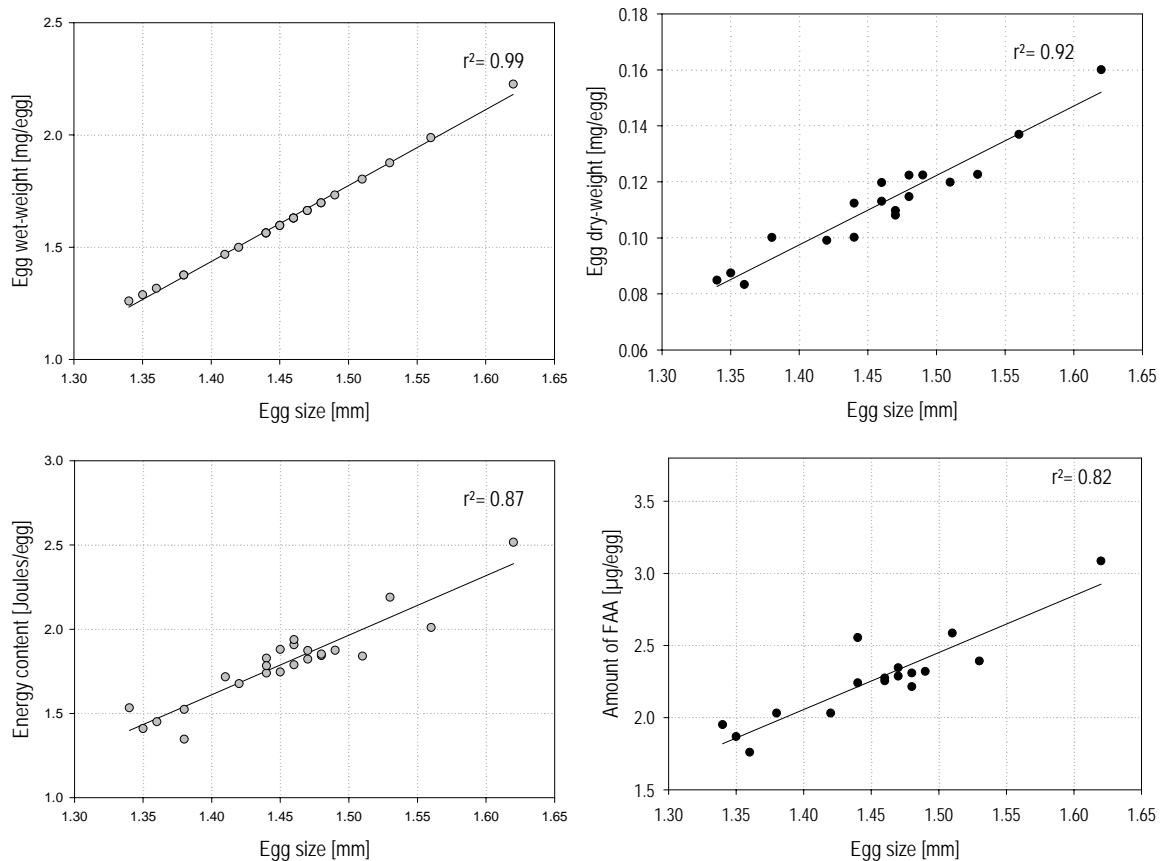 2.5
2.0
1.5
1.0
Egg wet-weight [mg/egg]
r²= 0.99
1.30 1.35 1.40 1.45 1.50 1.55 1.60 1.65
Egg size [mm]
0.18
0.16
0.14
0.12
0.10
0.08
0.06
Egg dry-weight [mg/egg]
r²= 0.92
1.30 1.35 1.40 1.45 1.50 1.55 1.60 1.65
Egg size [mm]
3.0
2.5
2.0
1.5
1.0
Energy content [Joules/egg]
r²= 0.87
1.30 1.35 1.40 1.45 1.50 1.55 1.60 1.65
Egg size [mm]
3.5
3.0
2.5
2.0
1.5
Amount of FAA [µg/egg]
r²= 0.82
1.30 1.35 1.40 1.45 1.50 1.55 1.60 1.65
Egg size [mm]